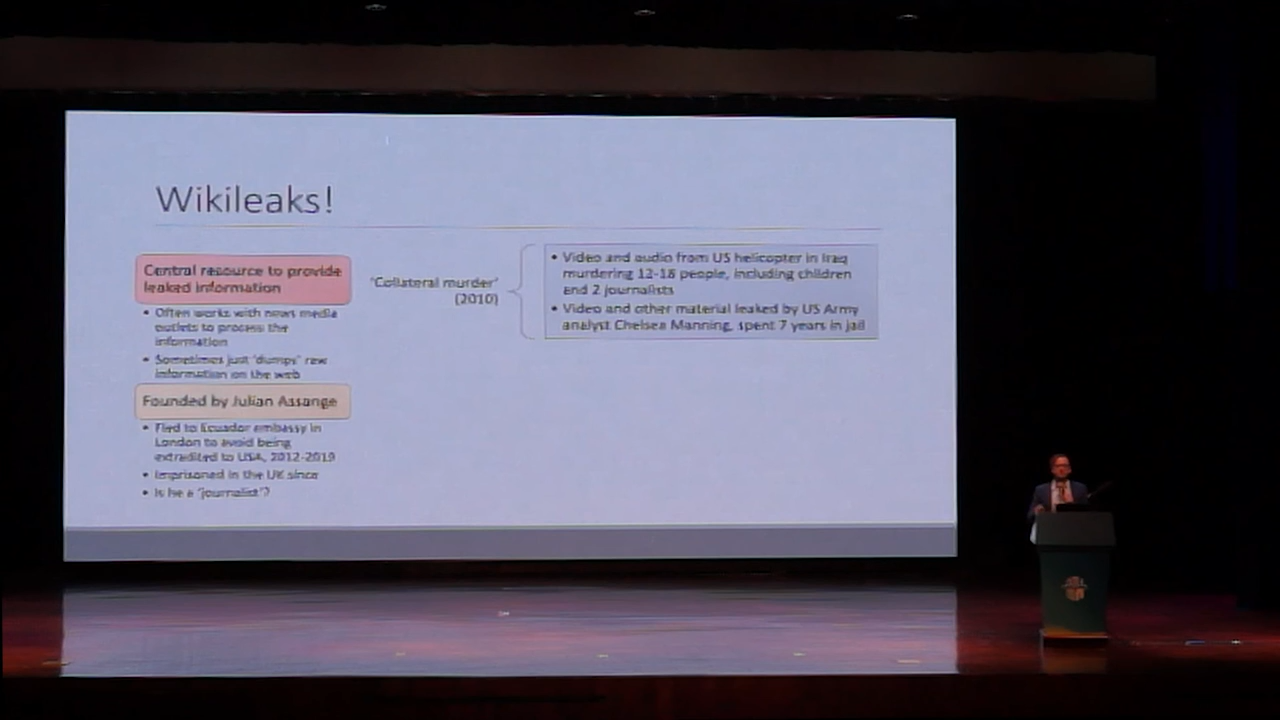 Wikileaks!
Central resource to provide
leaked information
• Often works with news media
outlets to process the
information
• Sometimes just 'dumps' raw
information on the web
Founded by Julian Assange
• Fled to Ecuador embassy in
London to avoid being
extradited to USA, 2012-2019
• Imprisoned in the UK since
• Is he a 'journalist'?
'Collateral murder'
(2010)
• Video and audio from US helicopter in Iraq
murdering 12-18 people, including children
and 2 journalists
• Video and other material leaked by US Army
analyst Chelsea Manning, spent 7 years in jail